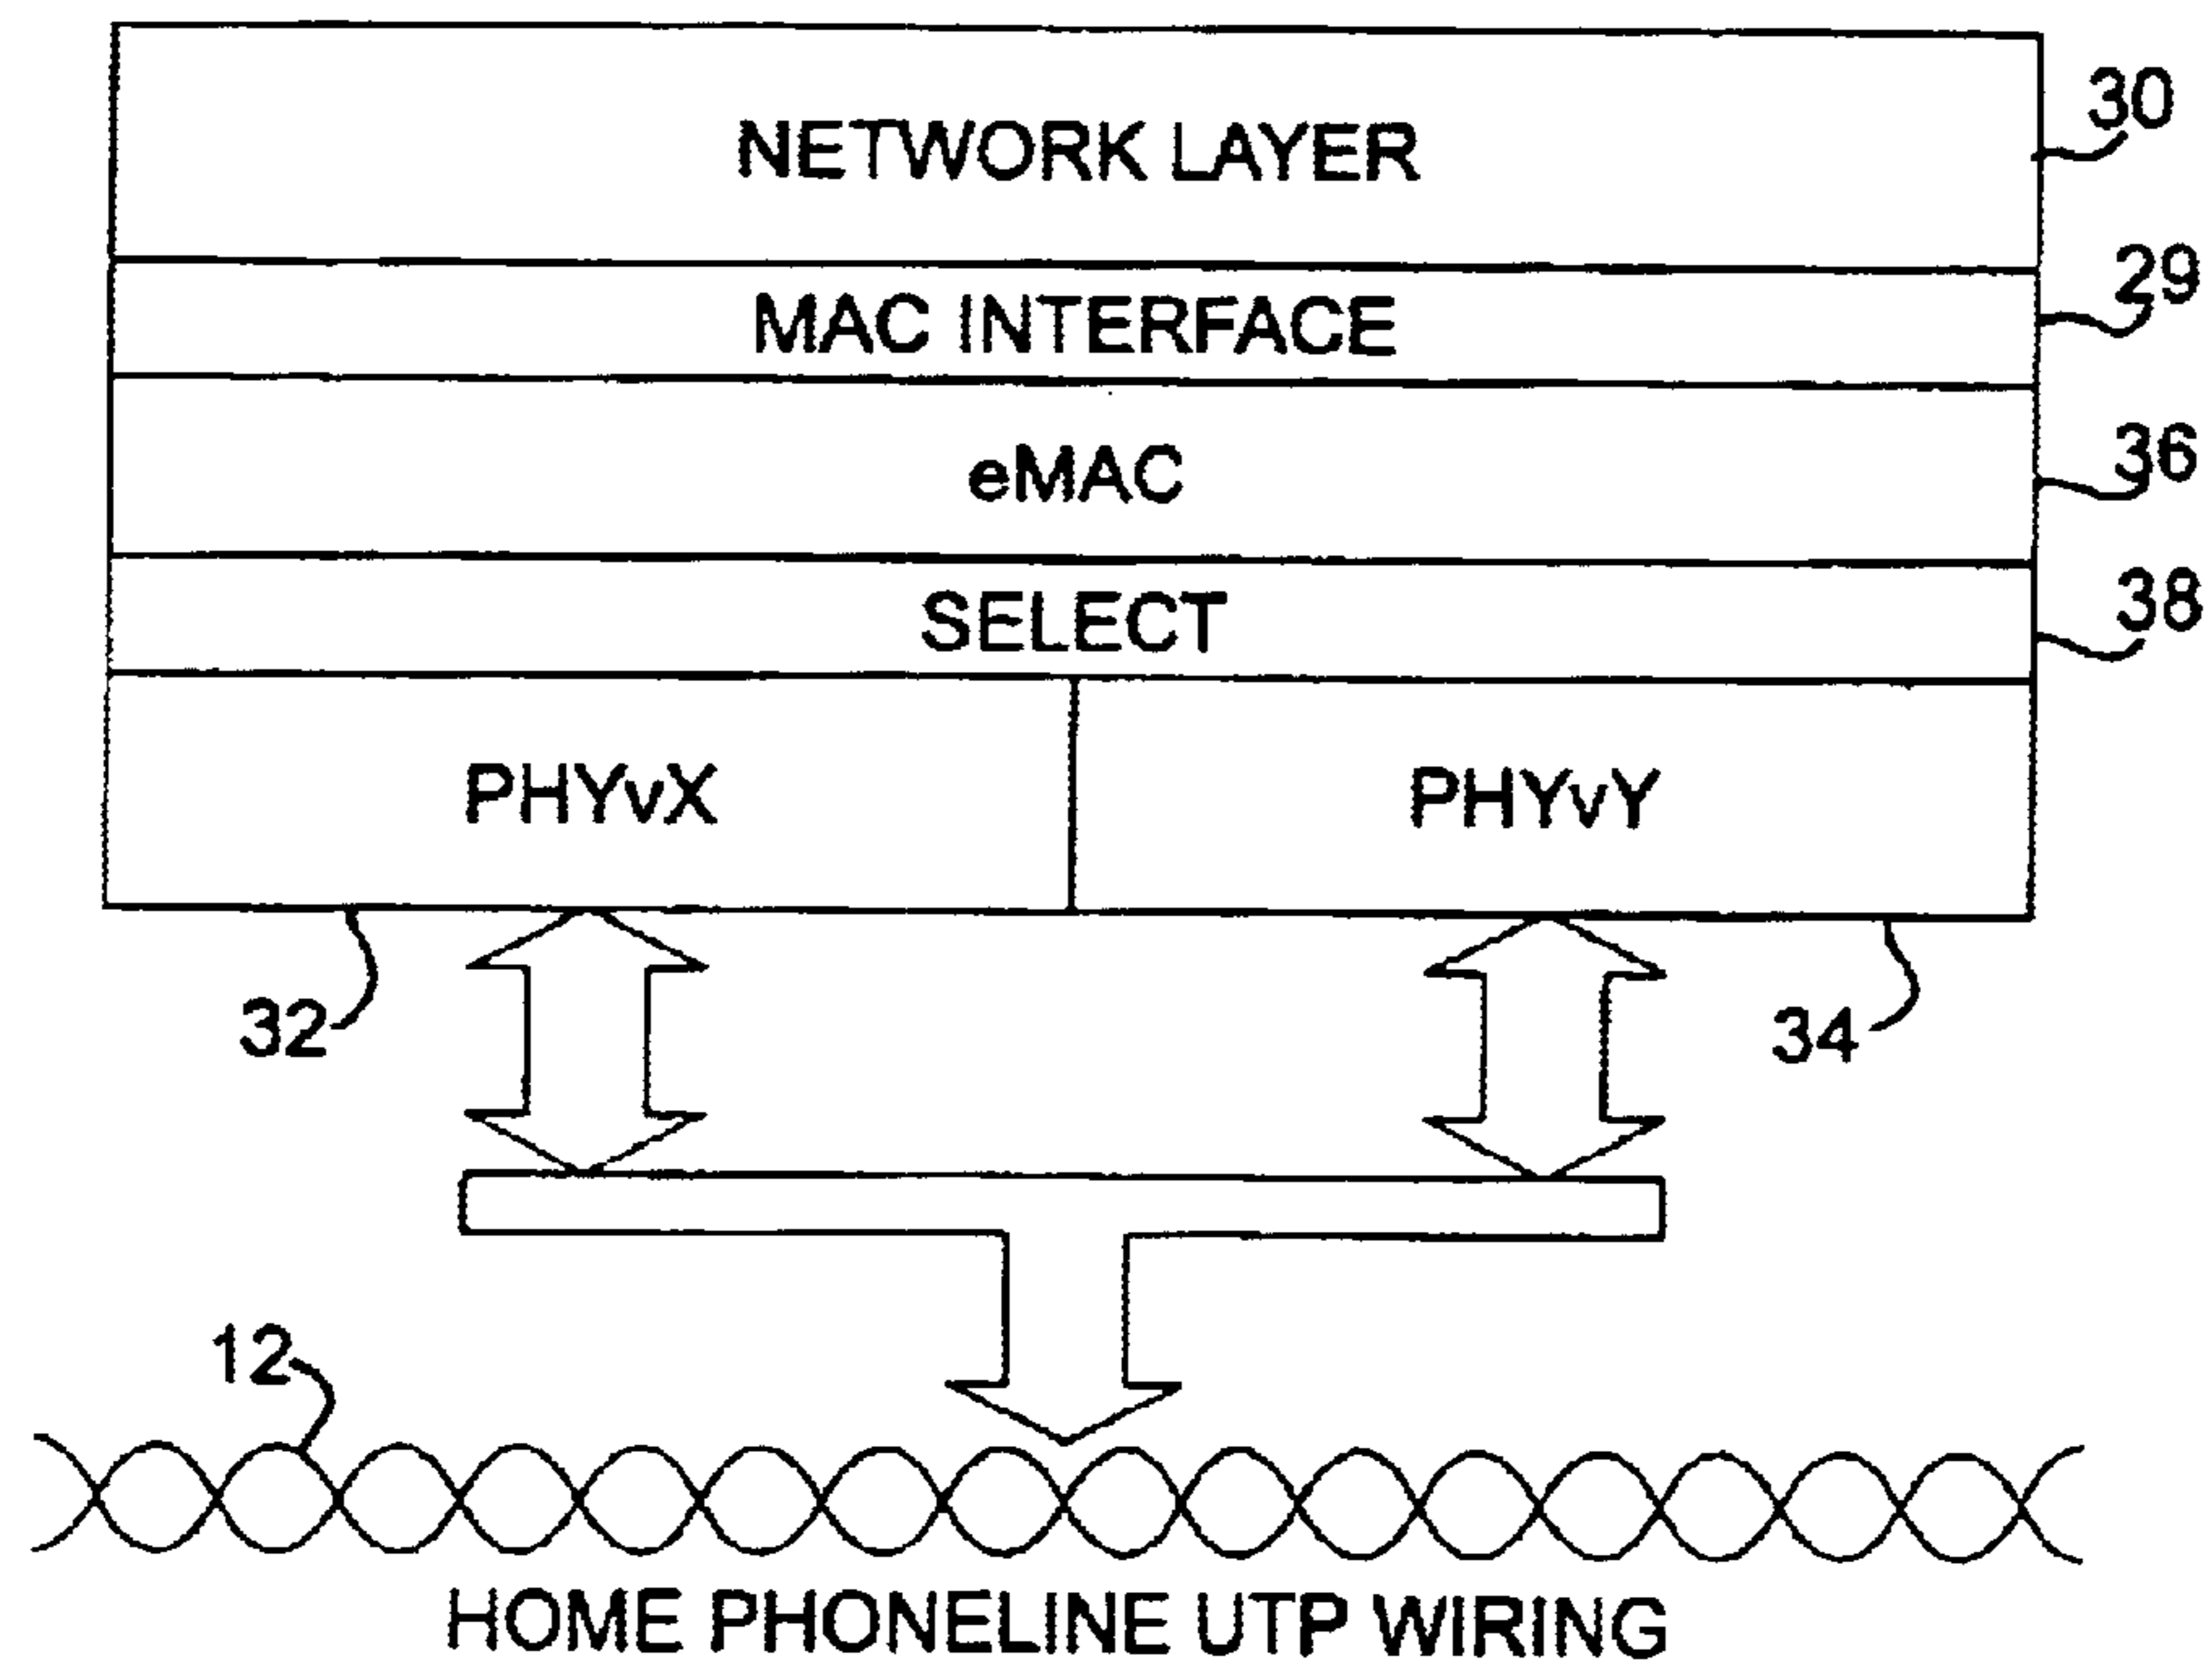 NETWORK LAYER
30
MAC INTERFACE
29
eMAC
36
SELECT
38
PHYvX
PHYvY
32
34
12
HOME PHONELINE UTP WIRING